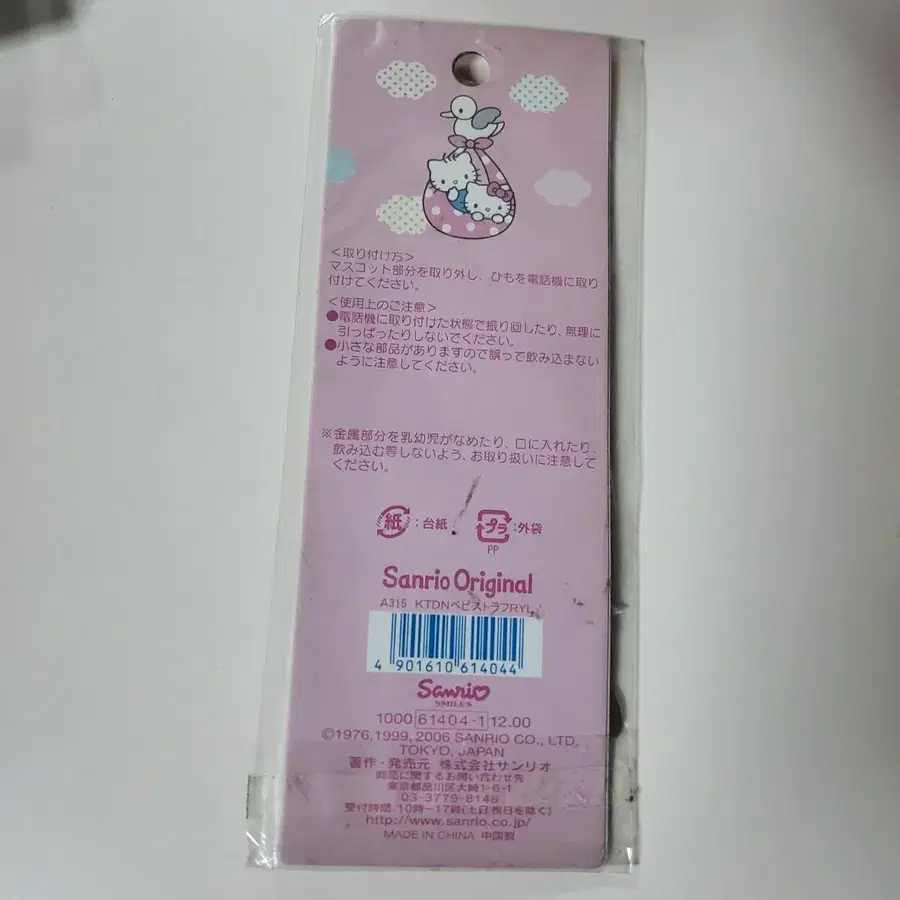 <取り付け方>
マスコット部分を取り外し、ひもを電話機に取り
付けてください。
<使用上のご注意>
●電話機に取り付けた状態で振り回したり、無理に
引っぱったりしないでください。
●小さな部品がありますので誤って飲み込まない
ように注意してください。
※金属部分を乳幼児がなめたり、口に入れたり、
飲み込む等しないよう、お取り扱いに注意して
ください。
紙:台紙 プラ:外袋
PP
Sanrio Original
A315 KTDNベビストラフRYL
4 901610 614044
Sanrio
SMILES
1000 61404-1 12.00
©1976,1999, 2006 SANRIO CO., LTD.
TOKYO, JAPAN
著作・発売元 株式会社サンリオ
商品に関するお問い合わせ先
東京都品川区大崎1-6-1
03-3779-8148
受付時間:10時~17時(土日祝日を除く)
http://www.sanrio.co.jp/
MADE IN CHINA 中国製